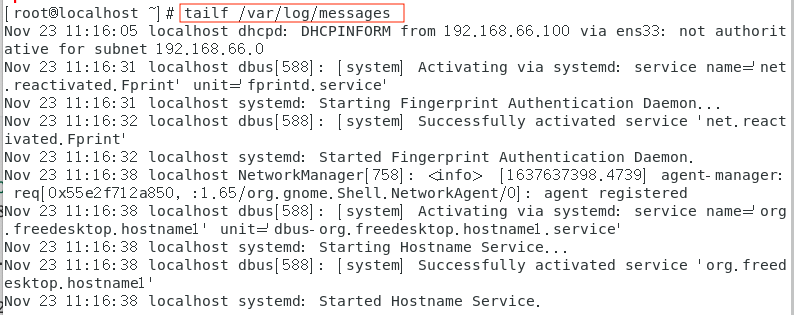 [root@localhost ~]# tailf /var/log/messages
Nov 23 11:16:05 localhost dhcpd: DHCPINFORM from 192.168.66.100 via ens33: not authorit
ative for subnet 192.168.66.0
Nov 23 11:16:31 localhost dbus[588]: [system] Activating via systemd: service name='net
.reactivated.Fprint' unit='fprintd.service'
Nov 23 11:16:31 localhost systemd: Starting Fingerprint Authentication Daemon...
Nov 23 11:16:32 localhost dbus[588]: [system] Successfully activated service 'net.react
ivated.Fprint'
Nov 23 11:16:32 localhost systemd: Started Fingerprint Authentication Daemon.
Nov 23 11:16:38 localhost NetworkManager[758]: <info>  [1637637398.4739] agent-manager:
 req[0x55e2f712a850, :1.65/org.gnome.Shell.NetworkAgent/0]: agent registered
Nov 23 11:16:38 localhost dbus[588]: [system] Activating via systemd: service name='org
.freedesktop.hostname1' unit='dbus-org.freedesktop.hostname1.service'
Nov 23 11:16:38 localhost systemd: Starting Hostname Service...
Nov 23 11:16:38 localhost dbus[588]: [system] Successfully activated service 'org.freed
esktop.hostname1'
Nov 23 11:16:38 localhost systemd: Started Hostname Service.